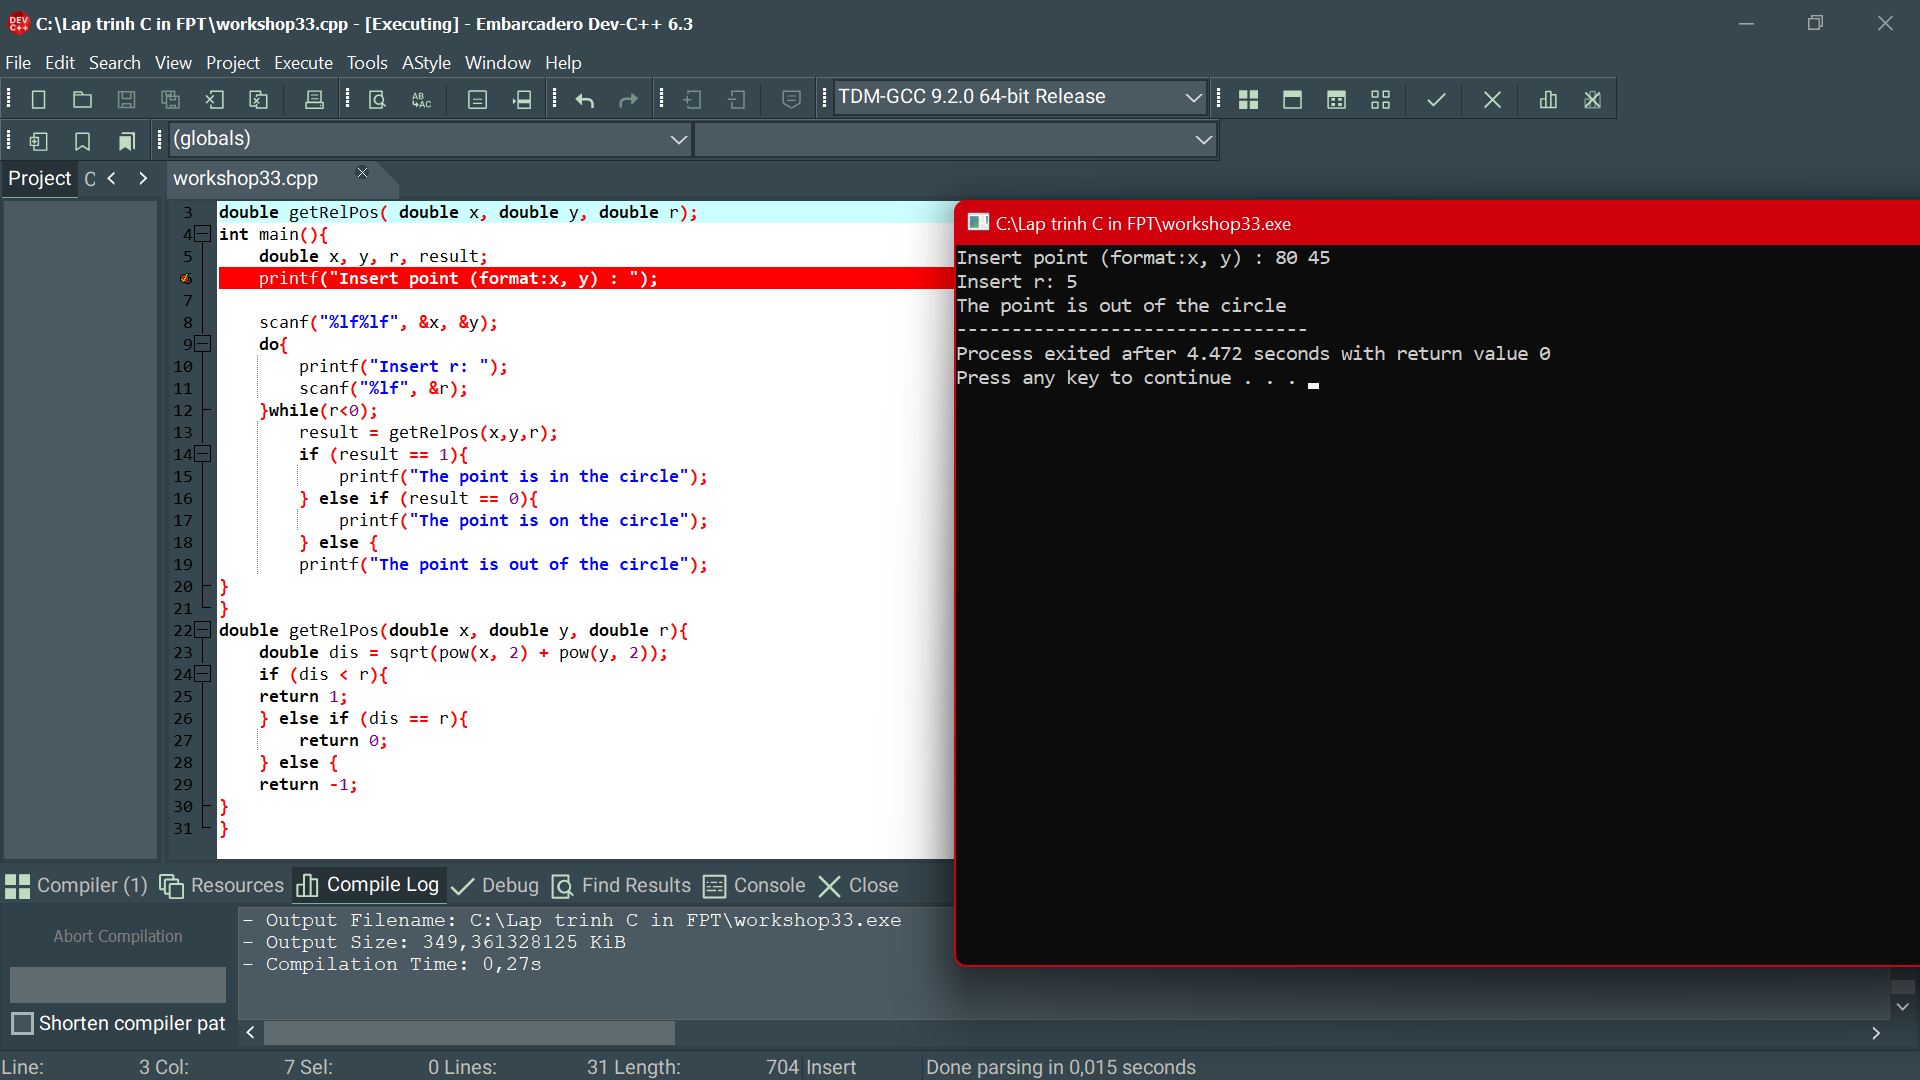 C:\Lap trinh C in FPT\workshop33.cpp - [Executing] - Embarcadero Dev-C++ 6.3
File Edit Search View Project Execute Tools AStyle Window Help
TDM-GCC 9.2.0 64-bit Release
(globals)
Project C
workshop33.cpp
3 double getRelPos( double x, double y, double r);
4 int main(){
5 double x, y, r, result;
6 printf("Insert point (format:x, y) : ");
7
8 scanf("%lf%lf", &x, &y);
9 do{
10 printf("Insert r: ");
11 scanf("%lf", &r);
12 }while(r<0);
13 result = getRelPos(x,y,r);
14 if (result == 1){
15 printf("The point is in the circle");
16 } else if (result == 0){
17 printf("The point is on the circle");
18 } else {
19 printf("The point is out of the circle");
20 }
21 }
22 double getRelPos(double x, double y, double r){
23 double dis = sqrt(pow(x, 2) + pow(y, 2));
24 if (dis < r){
25 return 1;
26 } else if (dis == r){
27 return 0;
28 } else {
29 return -1;
30 }
31 }
C:\Lap trinh C in FPT\workshop33.exe
Insert point (format:x, y) : 80 45
Insert r: 5
The point is out of the circle
--------------------------------
Process exited after 4.472 seconds with return value 0
Press any key to continue . . .
Compiler (1) Resources Compile Log Debug Find Results Console Close
Abort Compilation
Shorten compiler pat
- Output Filename: C:\Lap trinh C in FPT\workshop33.exe
- Output Size: 349,361328125 KiB
- Compilation Time: 0,27s
Line: 3 Col: 7 Sel: 0 Lines: 31 Length: 704 Insert Done parsing in 0,015 seconds